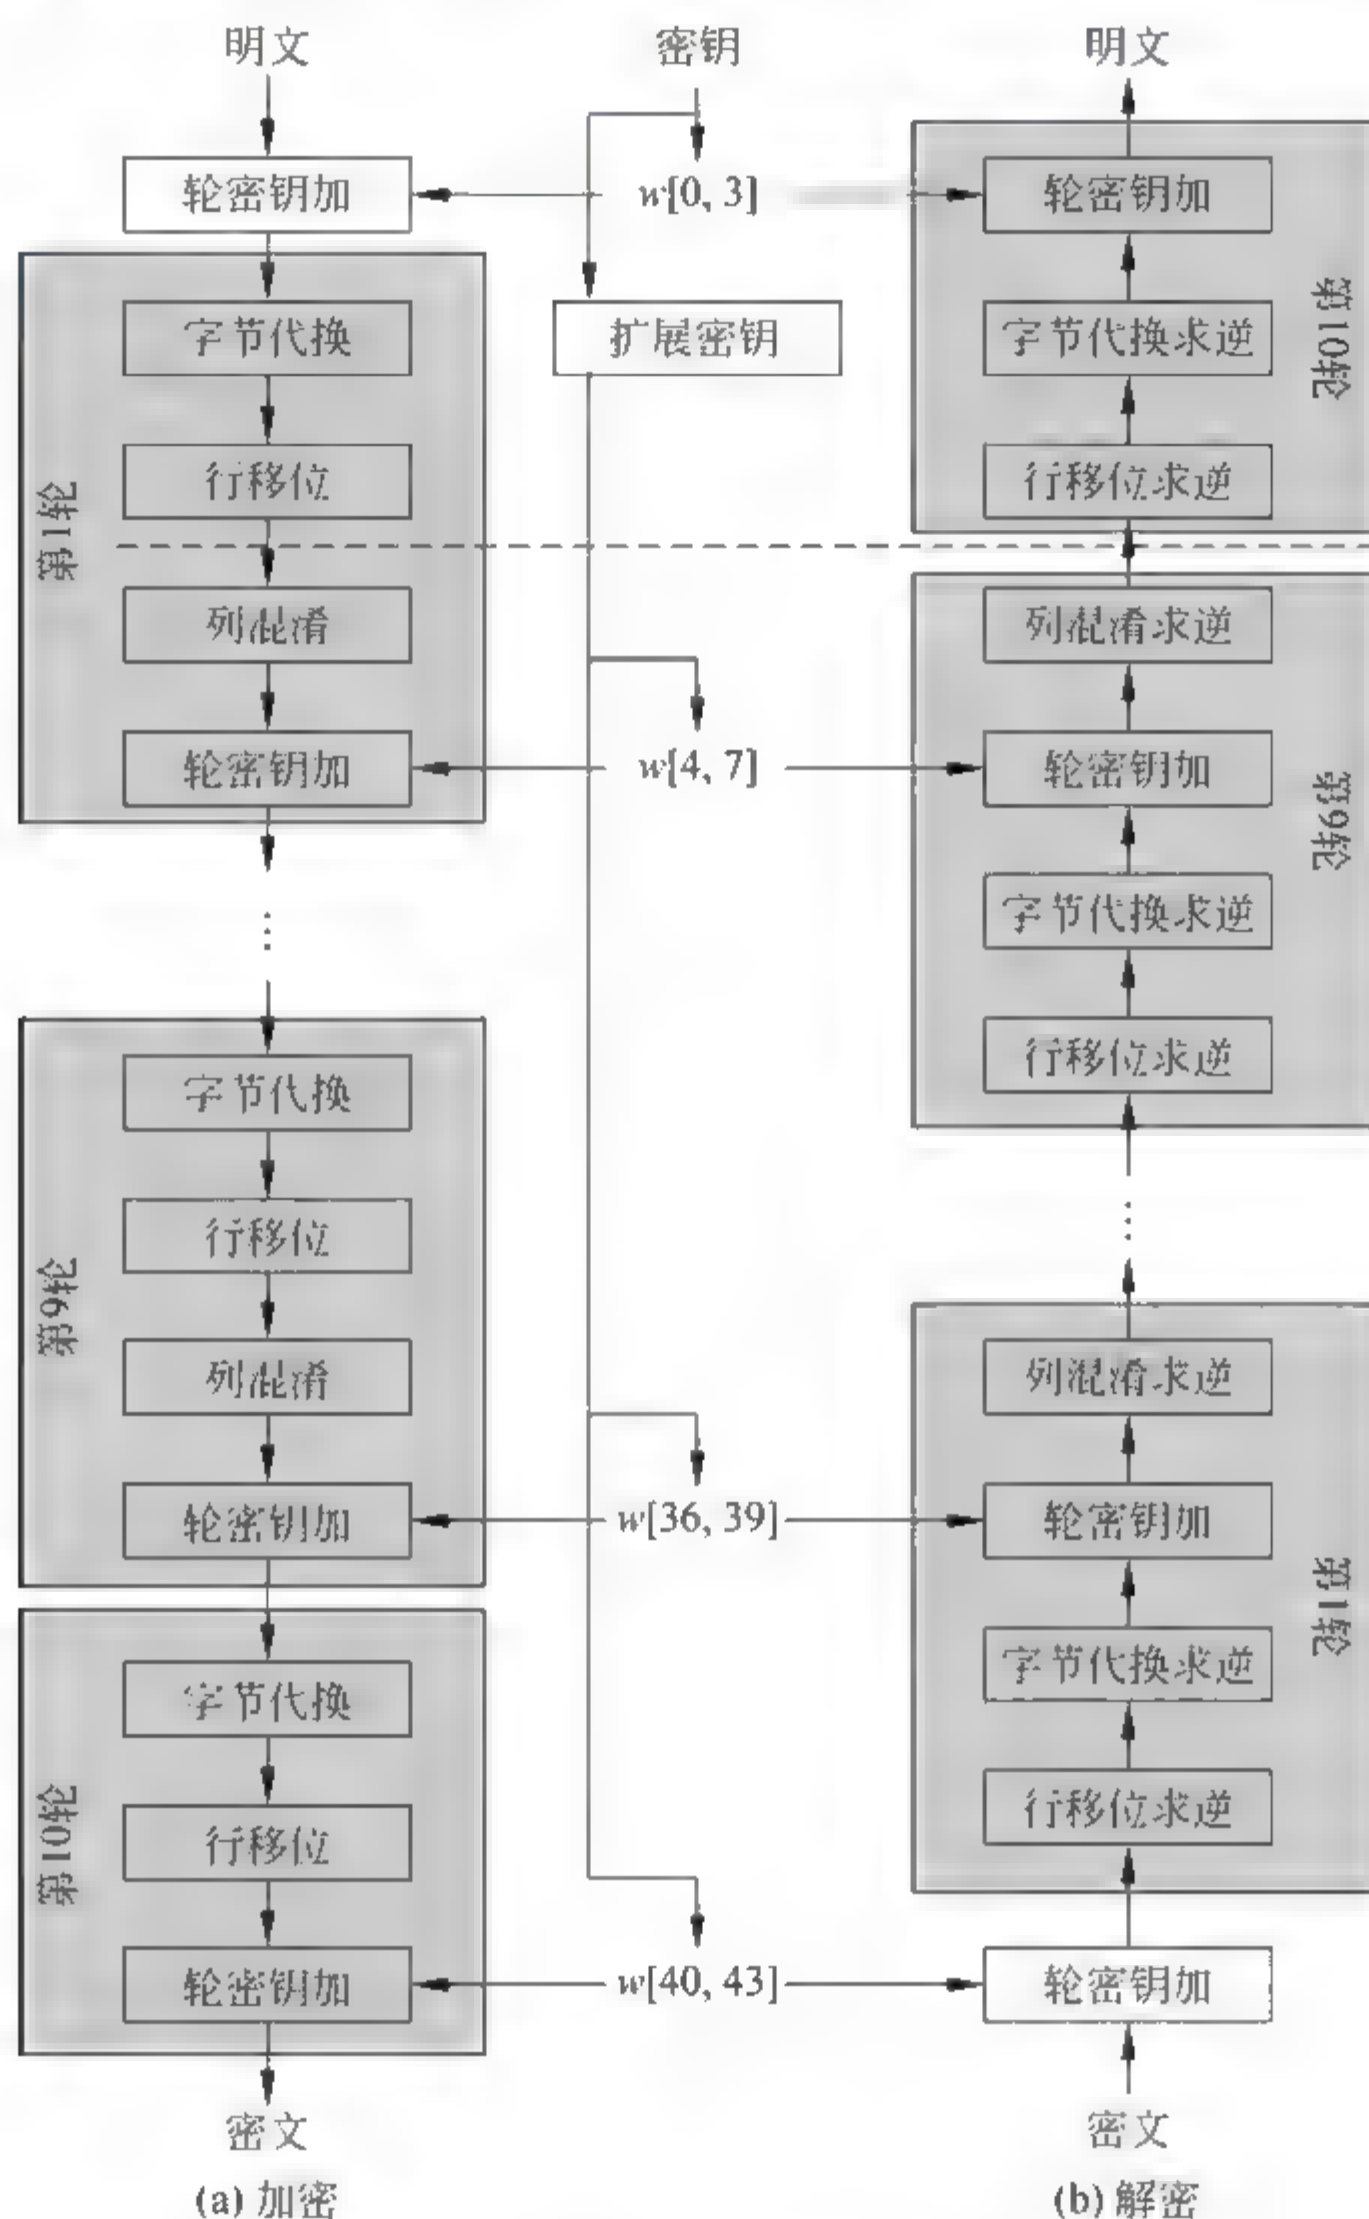 明文
密钥
明文
轮密钥加
w[0, 3]
轮密钥加
字节代换
扩展密钥
字节代换求逆
第10轮
行移位
行移位求逆
第1轮
列混淆
列混淆求逆
轮密钥加
w[4, 7]
轮密钥加
第9轮
字节代换求逆
⋮
行移位求逆
字节代换
⋮
行移位
第9轮
列混淆
列混淆求逆
轮密钥加
w[36, 39]
轮密钥加
第1轮
字节代换
字节代换求逆
行移位
行移位求逆
第10轮
轮密钥加
w[40, 43]
轮密钥加
密文
密文
(a) 加密
(b) 解密